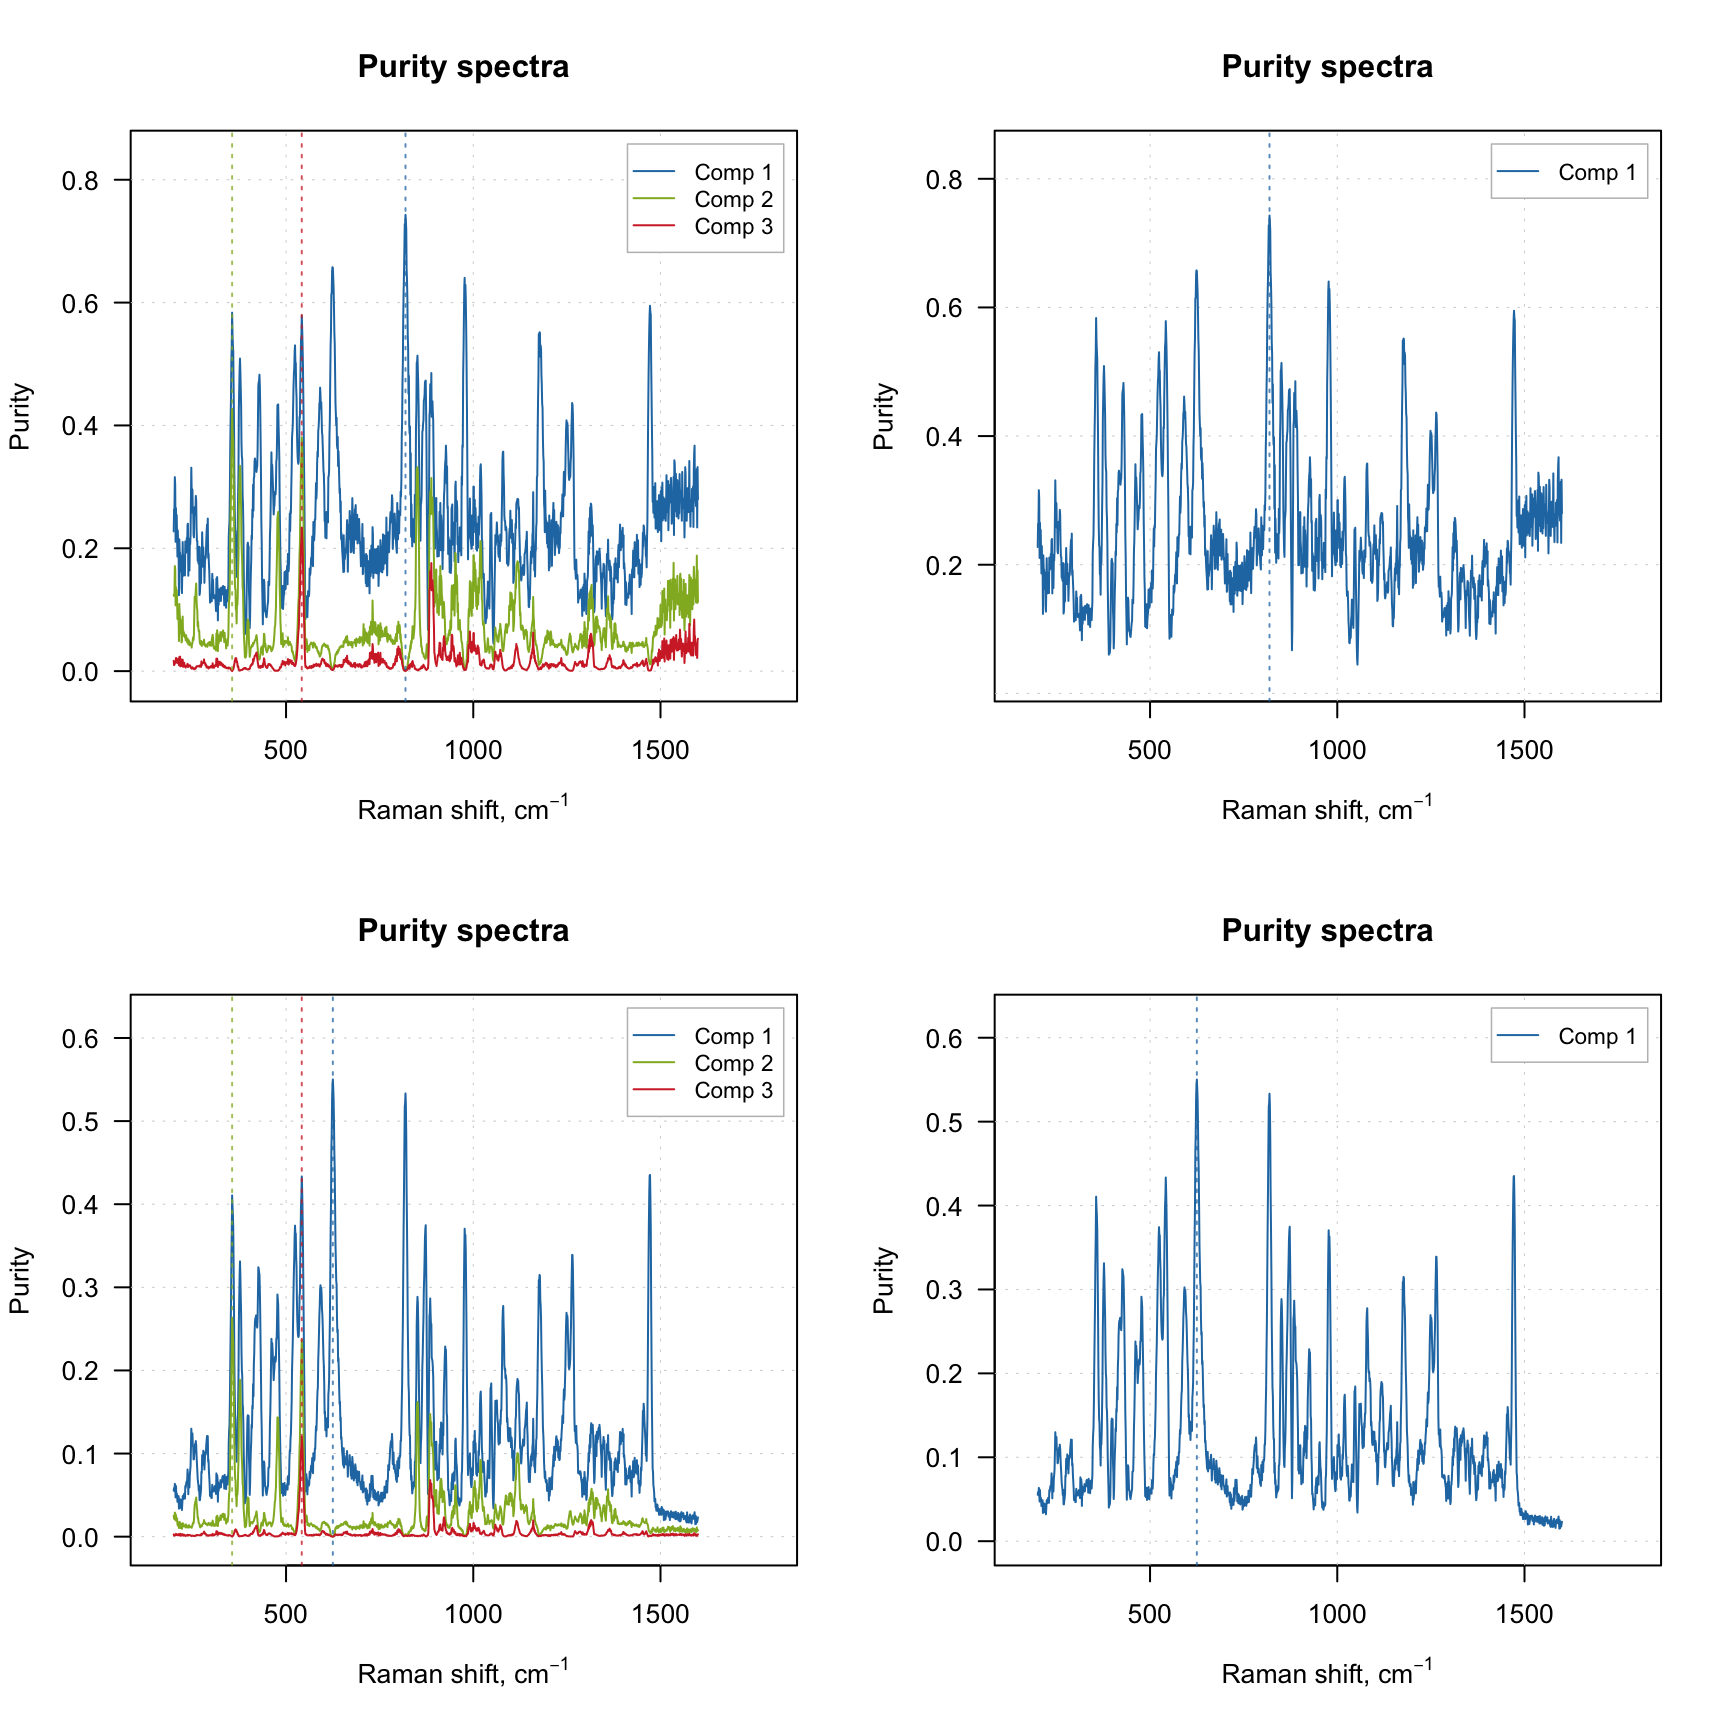 Purity spectra
Purity
0.8
0.6
0.4
0.2
0.0
Comp 1
Comp 2
Comp 3
500 1000 1500
Raman shift, cm⁻¹
Purity spectra
Purity
0.8
0.6
0.4
0.2
Comp 1
500 1000 1500
Raman shift, cm⁻¹
Purity spectra
Purity
0.6
0.5
0.4
0.3
0.2
0.1
0.0
Comp 1
Comp 2
Comp 3
500 1000 1500
Raman shift, cm⁻¹
Purity spectra
Purity
0.6
0.5
0.4
0.3
0.2
0.1
0.0
Comp 1
500 1000 1500
Raman shift, cm⁻¹